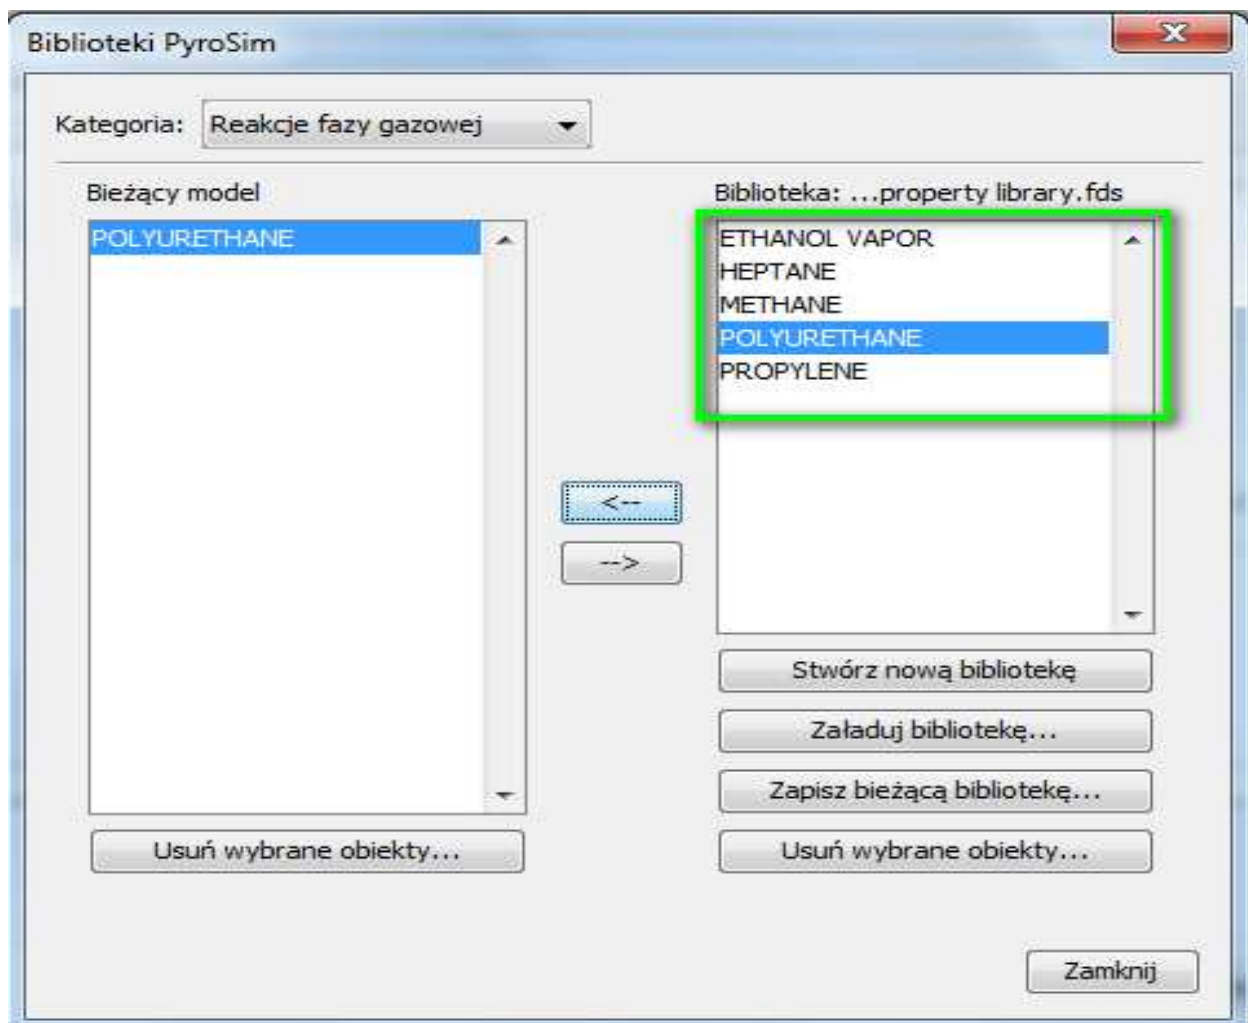 Biblioteki PyroSim
Kategoria: Reakcje fazy gazowej
Bieżący model
POLYURETHANE
Usuń wybrane obiekty...
<--
-->
Biblioteka: ...property library.fds
ETHANOL VAPOR
HEPTANE
METHANE
POLYURETHANE
PROPYLENE
Stwórz nową bibliotekę
Załaduj bibliotekę...
Zapisz bieżącą bibliotekę...
Usuń wybrane obiekty...
Zamknij